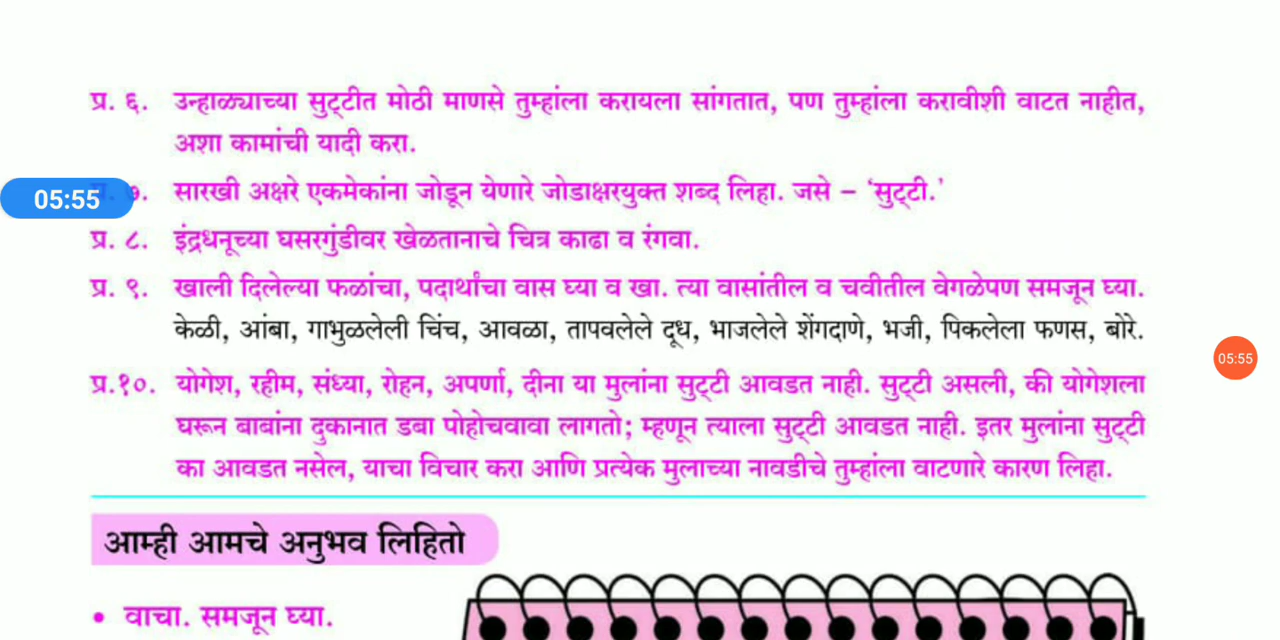 प्र. ६. उन्हाळ्याच्या सुट्टीत मोठी माणसे तुम्हांला करायला सांगतात, पण तुम्हांला करावीशी वाटत नाहीत,
अशा कामांची यादी करा.
05:55 ७. सारखी अक्षरे एकमेकांना जोडून येणारे जोडाक्षरयुक्त शब्द लिहा. जसे – ‘सुट्टी.’
प्र. ८. इंद्रधनूच्या घसरगुंडीवर खेळतानाचे चित्र काढा व रंगवा.
प्र. ९. खाली दिलेल्या फळांचा, पदार्थांचा वास घ्या व खा. त्या वासांतील व चवीतील वेगळेपण समजून घ्या.
केळी, आंबा, गाभुळलेली चिंच, आवळा, तापवलेले दूध, भाजलेले शेंगदाणे, भजी, पिकलेला फणस, बोरे.
05:55
प्र.१०. योगेश, रहीम, संध्या, रोहन, अपर्णा, दीना या मुलांना सुट्टी आवडत नाही. सुट्टी असली, की योगेशला
घरून बाबांना दुकानात डबा पोहोचवावा लागतो; म्हणून त्याला सुट्टी आवडत नाही. इतर मुलांना सुट्टी
का आवडत नसेल, याचा विचार करा आणि प्रत्येक मुलाच्या नावडीचे तुम्हांला वाटणारे कारण लिहा.
आम्ही आमचे अनुभव लिहितो
• वाचा. समजून घ्या.